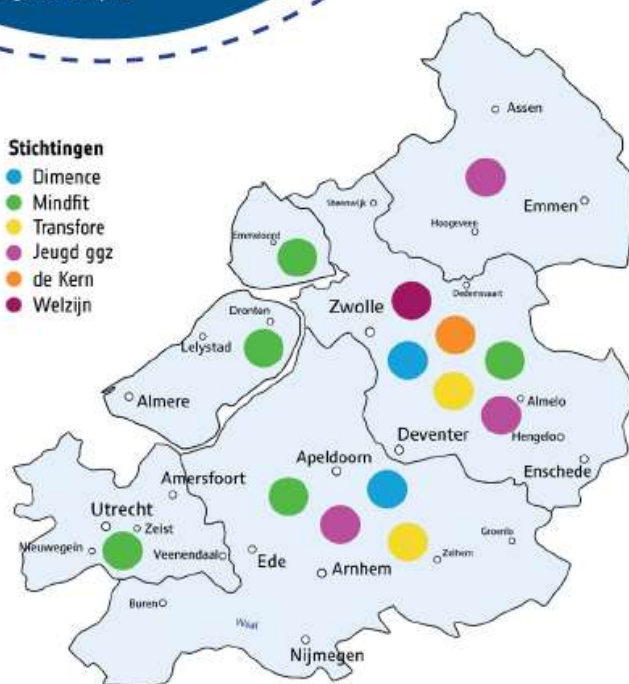 Stichtingen
Dimence
Mindfit
Transfore
Jeugd ggz
de Kern
Welzijn
Assen
Emmen
Hoogeveen
Steenwijk
Emmeloord
Dedemsvaart
Zwolle
Dronten
Lelystad
Almere
Almelo
Hengelo
Deventer
Enschede
Apeldoorn
Amersfoort
Utrecht
Zeist
Nieuwegein
Veenendaal
Ede
Arnhem
Groenlo
Zelhem
Buren
Waal
Nijmegen